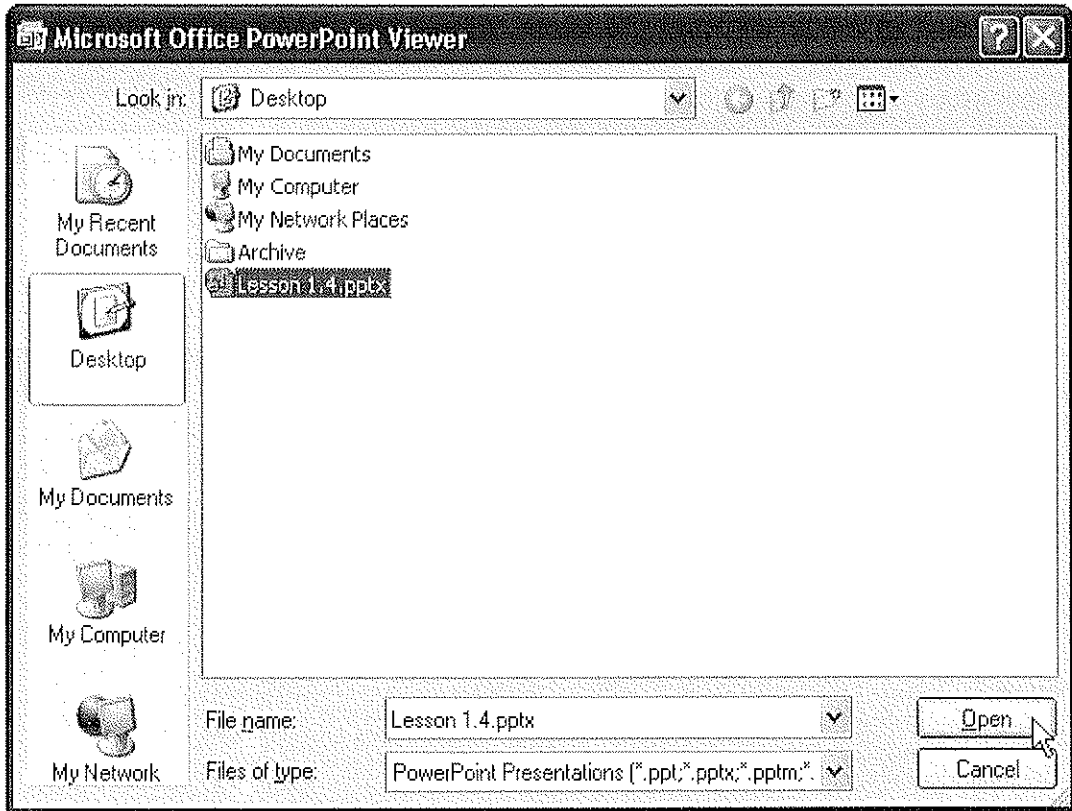 Microsoft Office PowerPoint Viewer
Look in:
Desktop
My Recent
Documents
Desktop
My Documents
My Computer
My Network
My Documents
My Computer
My Network Places
Archive
Lesson 1.4.pptx
File name:
Lesson 1.4.pptx
Open
Files of type:
PowerPoint Presentations (*.ppt;*.pptx;*.pptm;*.
Cancel